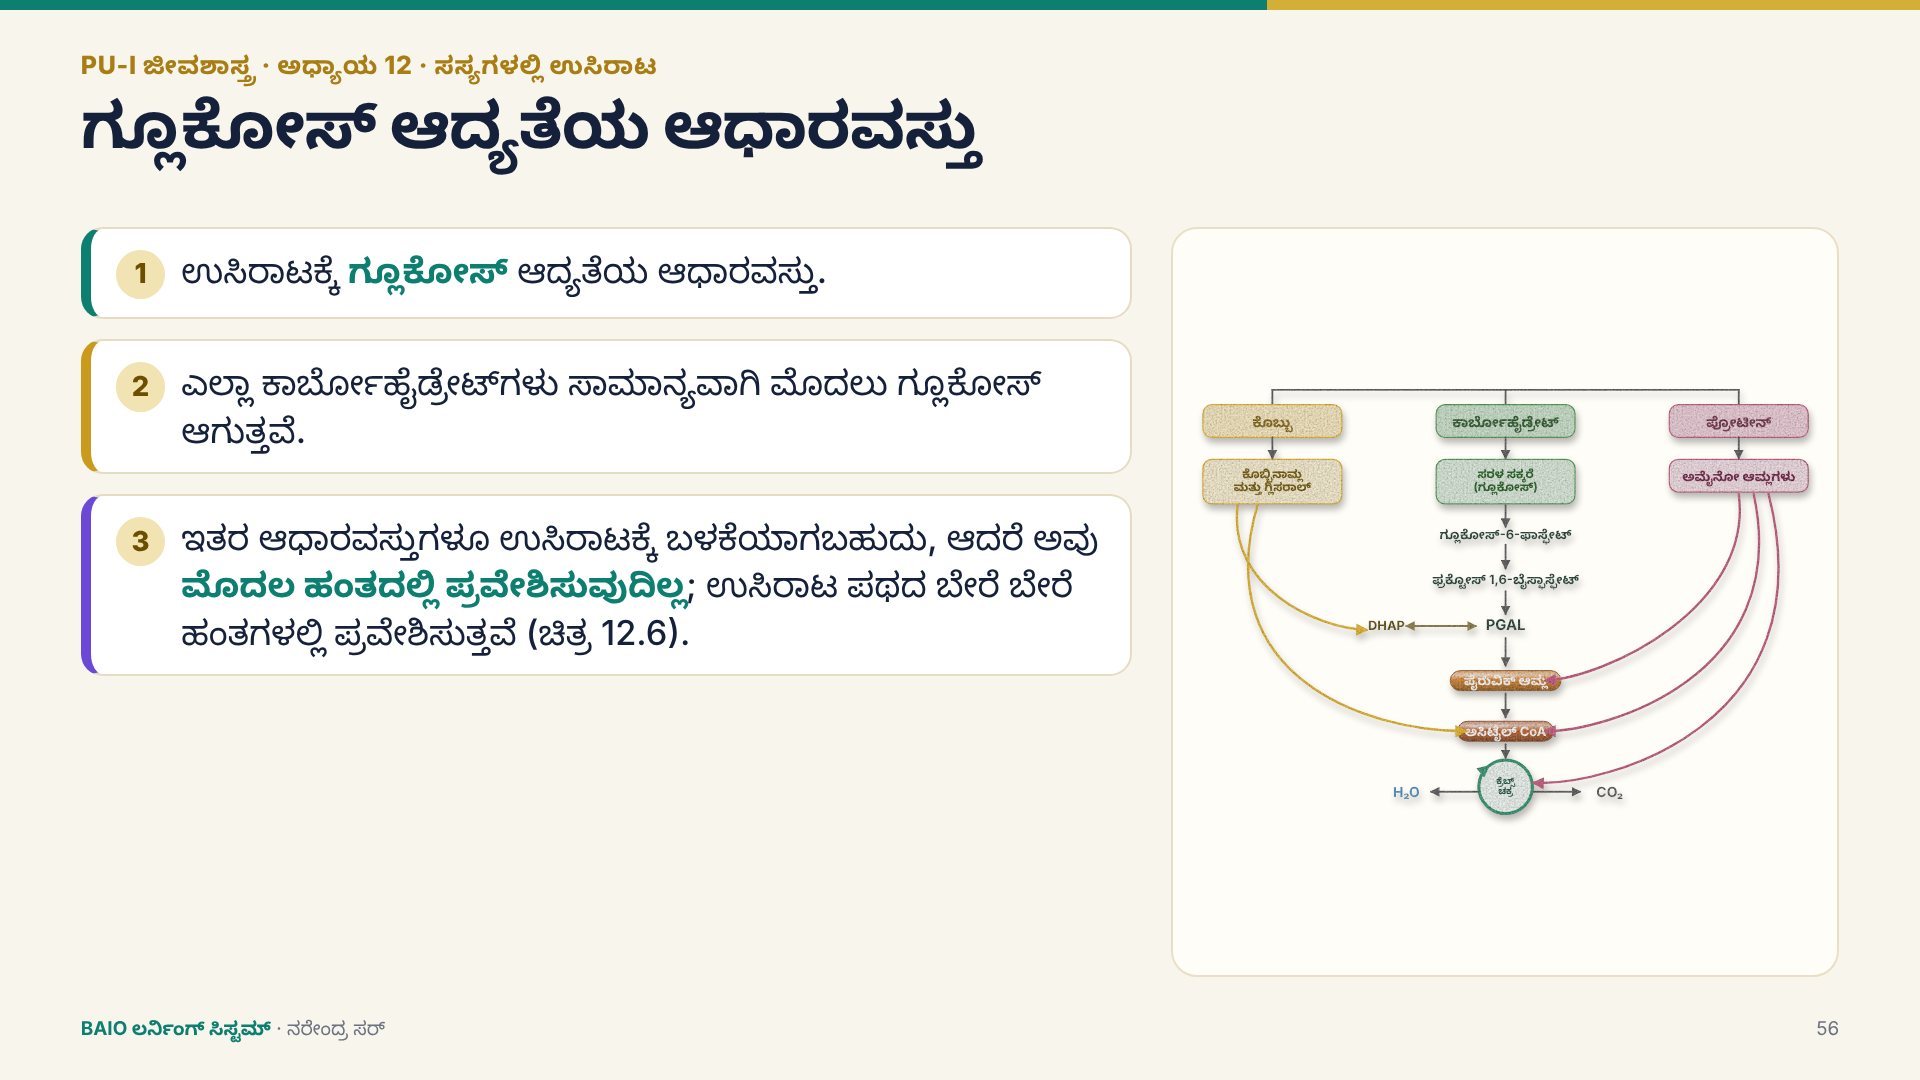 PU-I ಜೀವಶಾಸ್ತ್ರ · ಅಧ್ಯಾಯ 12 · ಸಸ್ಯಗಳಲ್ಲಿ ಉಸಿರಾಟ
ಗ್ಲೂಕೋಸ್ ಆದ್ಯತೆಯ ಆಧಾರವಸ್ತು
1 ಉಸಿರಾಟಕ್ಕೆ ಗ್ಲೂಕೋಸ್ ಆದ್ಯತೆಯ ಆಧಾರವಸ್ತು.
2 ಎಲ್ಲಾ ಕಾರ್ಬೋಹೈಡ್ರೇಟ್‌ಗಳು ಸಾಮಾನ್ಯವಾಗಿ ಮೊದಲು ಗ್ಲೂಕೋಸ್
ಆಗುತ್ತವೆ.
3 ಇತರ ಆಧಾರವಸ್ತುಗಳೂ ಉಸಿರಾಟಕ್ಕೆ ಬಳಕೆಯಾಗಬಹುದು, ಆದರೆ ಅವು
ಮೊದಲ ಹಂತದಲ್ಲಿ ಪ್ರವೇಶಿಸುವುದಿಲ್ಲ; ಉಸಿರಾಟ ಪಥದ ಬೇರೆ ಬೇರೆ
ಹಂತಗಳಲ್ಲಿ ಪ್ರವೇಶಿಸುತ್ತವೆ (ಚಿತ್ರ 12.6).
ಕೊಬ್ಬು ಕಾರ್ಬೋಹೈಡ್ರೇಟ್ ಪ್ರೋಟೀನ್
ಕೊಬ್ಬಿನಾಮ್ಲ
ಮತ್ತು ಗ್ಲಿಸರಾಲ್
ಸರಳ ಸಕ್ಕರೆ
(ಗ್ಲೂಕೋಸ್)
ಅಮೈನೋ ಆಮ್ಲಗಳು
ಗ್ಲೂಕೋಸ್-6-ಫಾಸ್ಫೇಟ್
ಫ್ರಕ್ಟೋಸ್ 1,6-ಬೈಸ್ಫಾಸ್ಫೇಟ್
DHAP PGAL
ಪೈರುವಿಕ್ ಆಮ್ಲ
ಅಸಿಟೈಲ್ CoA
ಕ್ರೆಬ್ಸ್
ಚಕ್ರ
H₂O CO₂
BAIO ಲರ್ನಿಂಗ್ ಸಿಸ್ಟಮ್ · ನರೇಂದ್ರ ಸರ್ 56